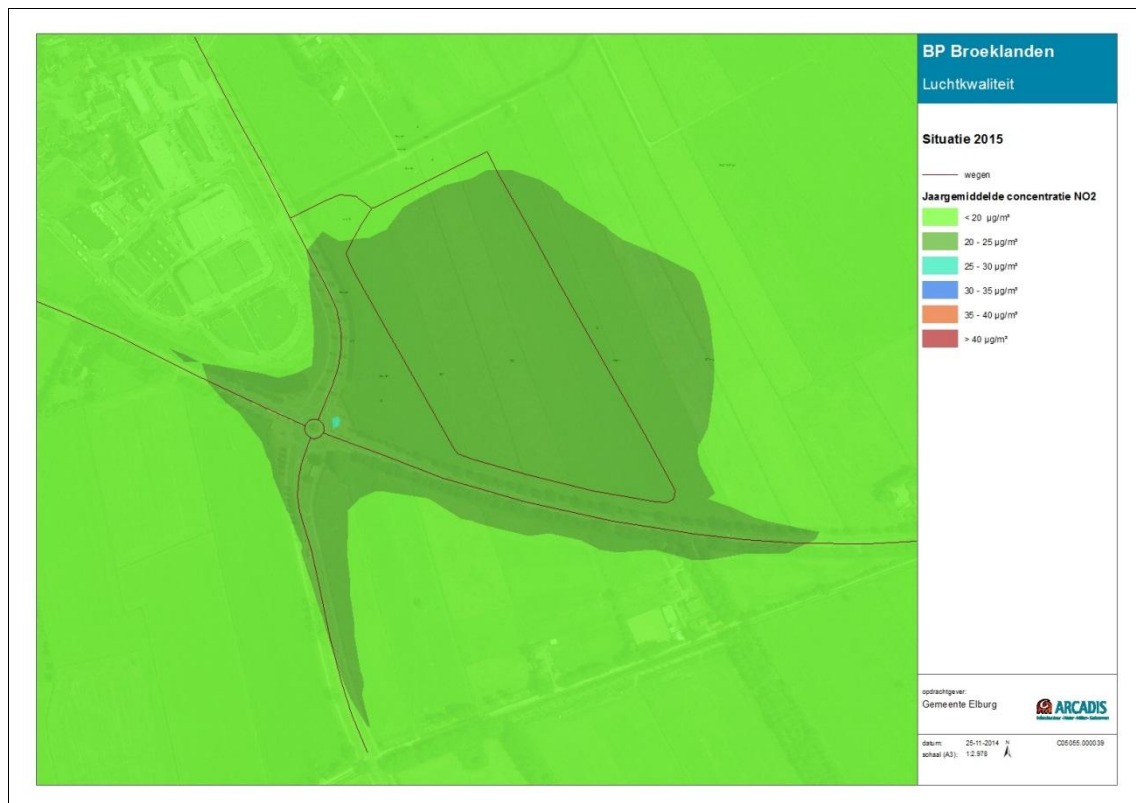 BP Broeklanden
Luchtkwaliteit
Situatie 2015
wegen
Jaargemiddelde concentratie NO2
< 20 µg/m³
20 - 25 µg/m³
25 - 30 µg/m³
30 - 35 µg/m³
35 - 40 µg/m³
> 40 µg/m³
opdrachtgever:
Gemeente Elburg
ARCADIS
datum: 25-11-2014 N C05055.000039
schaal (A3): 1:2.978